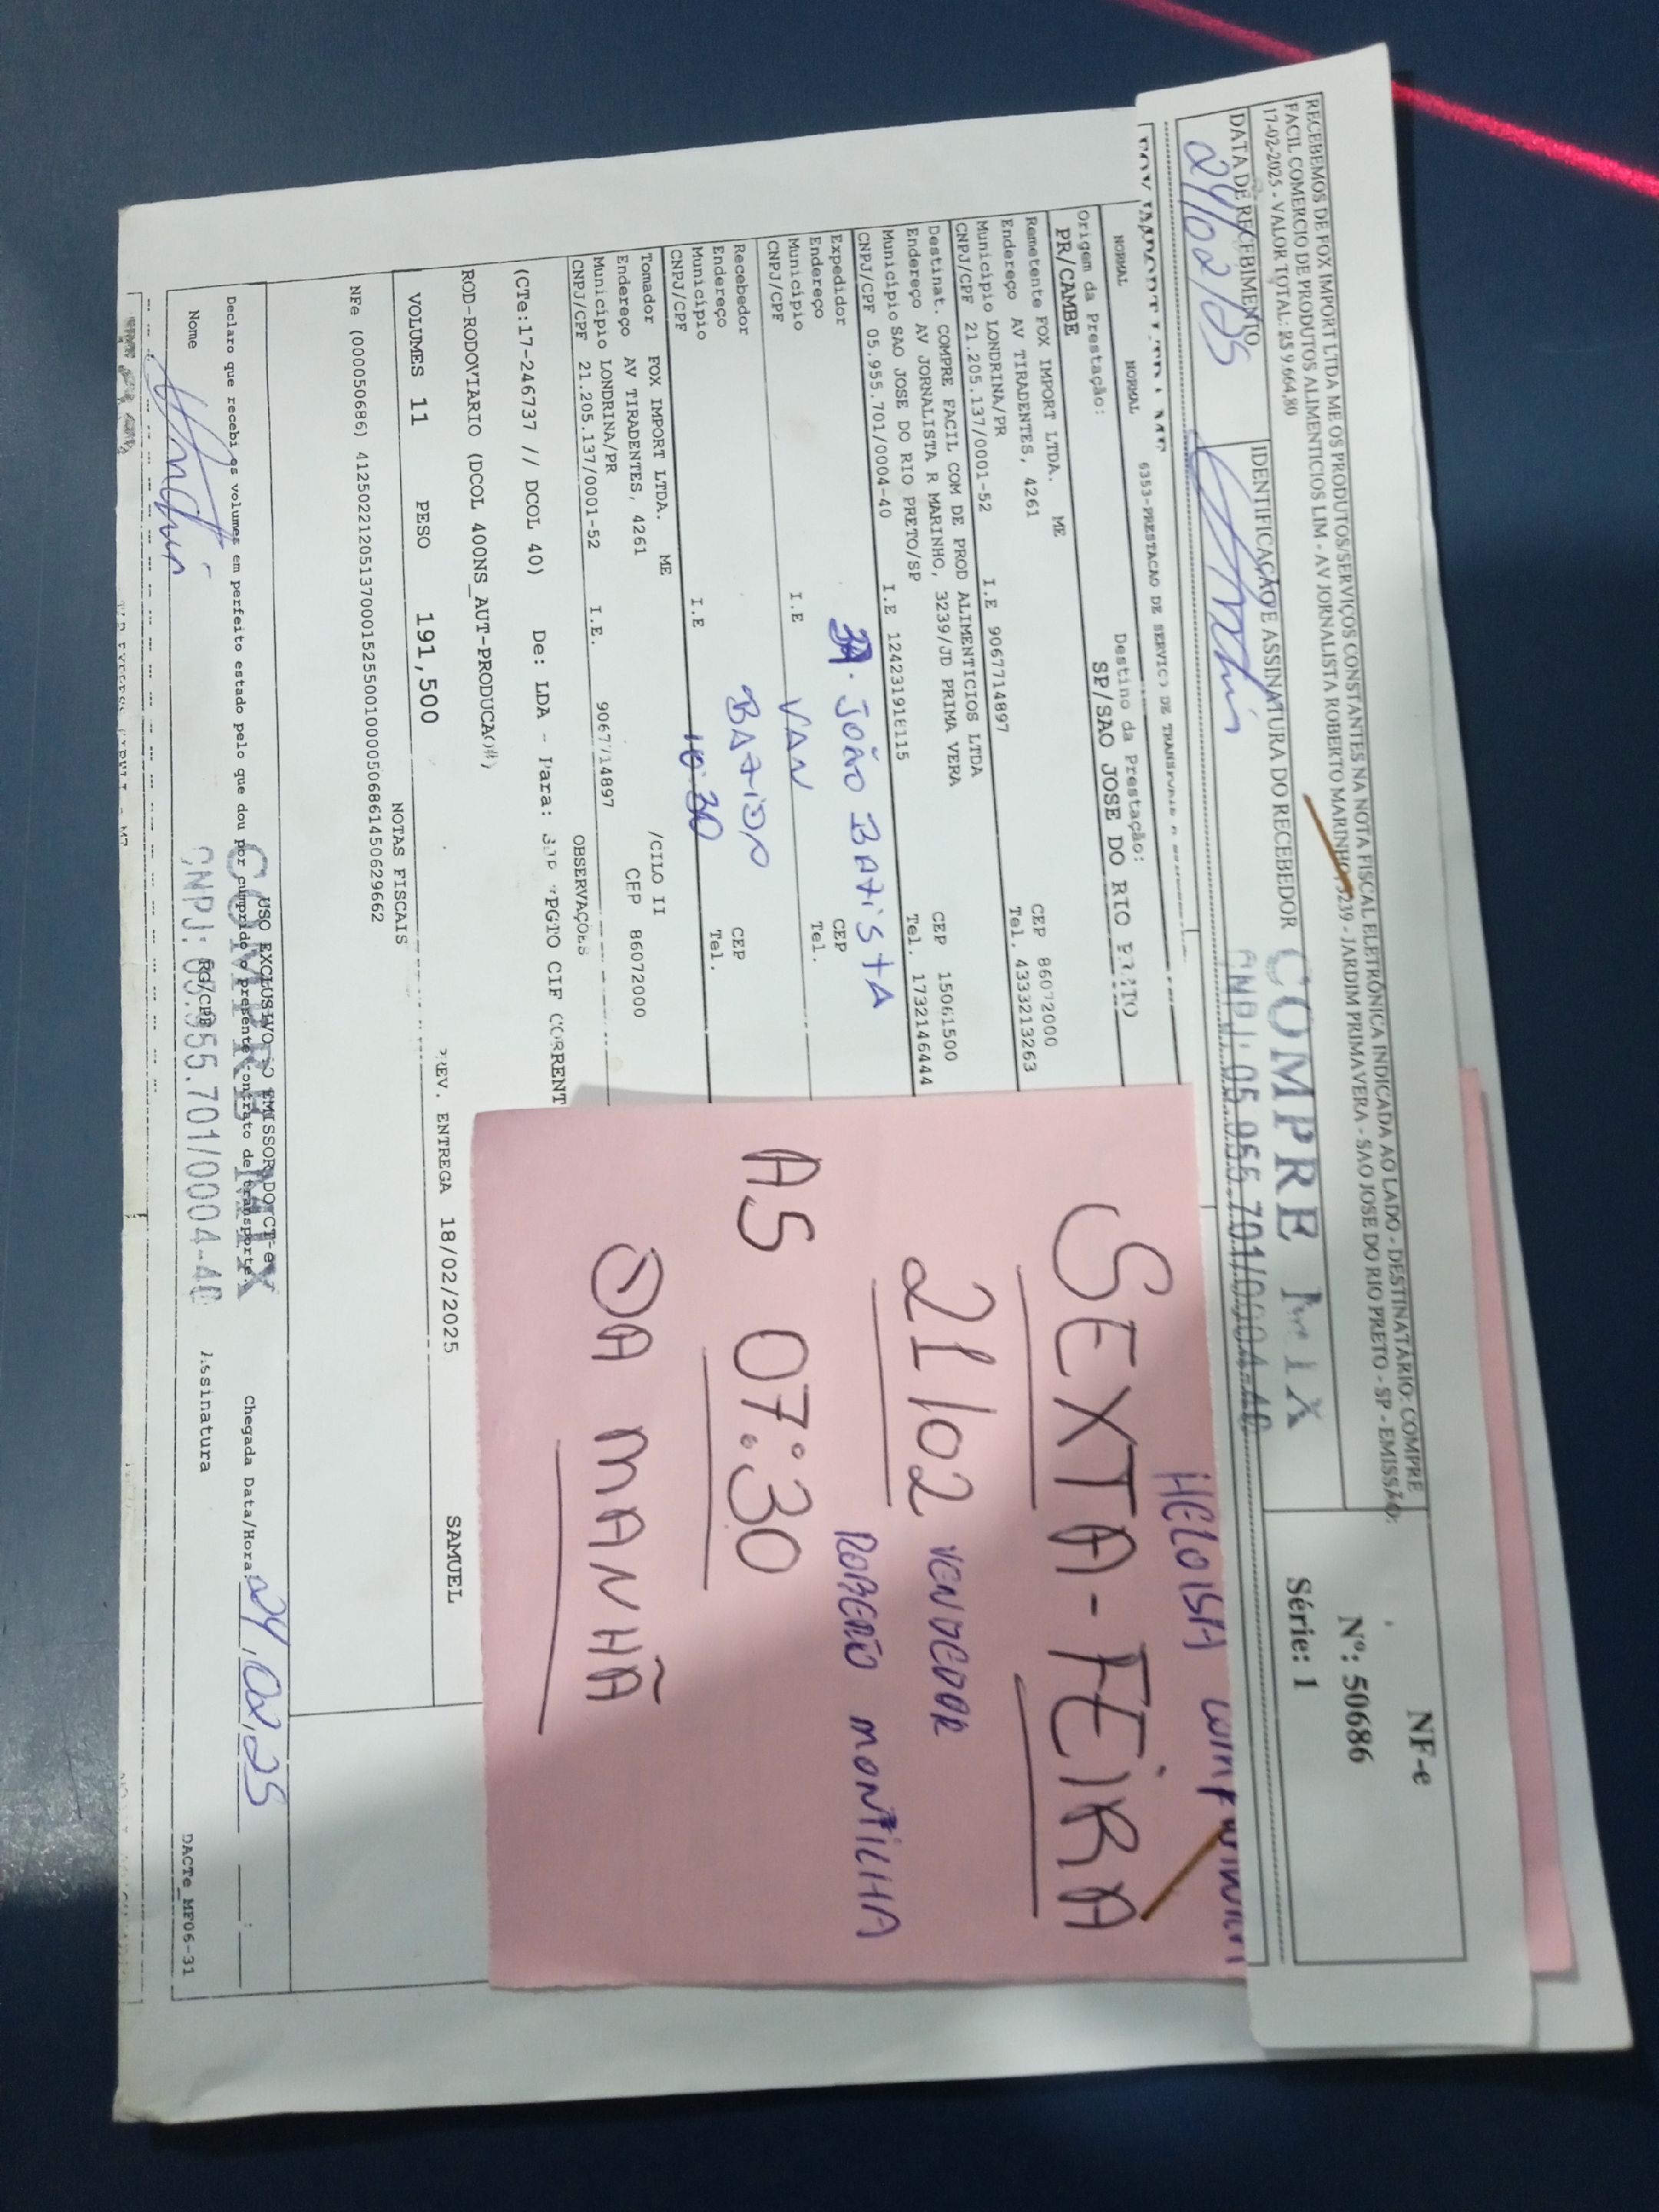 RECEBEMOS DE FOX IMPORT LTDA ME OS PRODUTOS/SERVIÇOS CONSTANTES NA NOTA FISCAL ELETRÔNICA INDICADA AO LADO - DESTINATÁRIO: COMPRE
FACIL COMERCIO DE PRODUTOS ALIMENTICIOS LIM - AV JORNALISTA ROBERTO MARINHO, 3239 - JARDIM PRIMAVERA - SAO JOSE DO RIO PRETO - SP - EMISSÃO:
17-02-2025 - VALOR TOTAL: R$ 9.664,80
NF-e
Nº: 50686
Série: 1
DATA DE RECEBIMENTO
24/02/25
IDENTIFICAÇÃO E ASSINATURA DO RECEBEDOR
COMPRE MIX
CNPJ: 05.955.701/0004-40
NORMAL NORMAL 6353-PRESTACAO DE SERVICO DE
Origem da Prestação: Destino da Prestação:
PR/CAMBE SP/SAO JOSE DO RIO PRETO
Remetente FOX IMPORT LTDA. ME
Endereço AV TIRADENTES, 4261 CEP 86072000
Município LONDRINA/PR Tel. 4333213263
CNPJ/CPF 21.205.137/0001-52 I.E 9067714897
Destinat. COMPRE FACIL COM DE PROD ALIMENTICIOS LTDA
Endereço AV JORNALISTA R MARINHO, 3239/JD PRIMA VERA CEP 15061500
Município SAO JOSE DO RIO PRETO/SP Tel. 1732146444
CNPJ/CPF 05.955.701/0004-40 I.E 124231918115
Expedidor
Endereço CEP
Município Tel.
CNPJ/CPF I.E
JOÃO BATISTA
VAN
BATIDO
10:30
Recebedor
Endereço CEP
Município Tel.
CNPJ/CPF I.E
Tomador FOX IMPORT LTDA. ME
Endereço AV TIRADENTES, 4261 /CILO II
Município LONDRINA/PR CEP 86072000
CNPJ/CPF 21.205.137/0001-52 I.E. 9067714897
OBSERVAÇÕES
(CTe:17-246737 // DCOL 40) De: LDA - Para: PGTO CIF CORRENT
ROD-RODOVIARIO (DCOL 400NS_AUT-PRODUCAO#)
VOLUMES 11 PESO 191,500 PREV. ENTREGA 18/02/2025 SAMUEL
NOTAS FISCAIS
NFe (000050686) 41250221205137000152550010000506861450629662
HELOISA
SEXTA-FEIRA
21/02 VENDEDOR
ROBERTO MONTILHA
AS 07:30
DA MANHÃ
USO EXCLUSIVO DO EMISSOR DO CT-e
Declaro que recebi os volumes em perfeito estado pelo que dou por cumprido o presente contrato de transporte.
Chegada Data/Hora: 24,02,25
Nome RG/CPF Assinatura
COMPRE MIX
CNPJ: 05.955.701/0004-40
DACTe_MF06-31